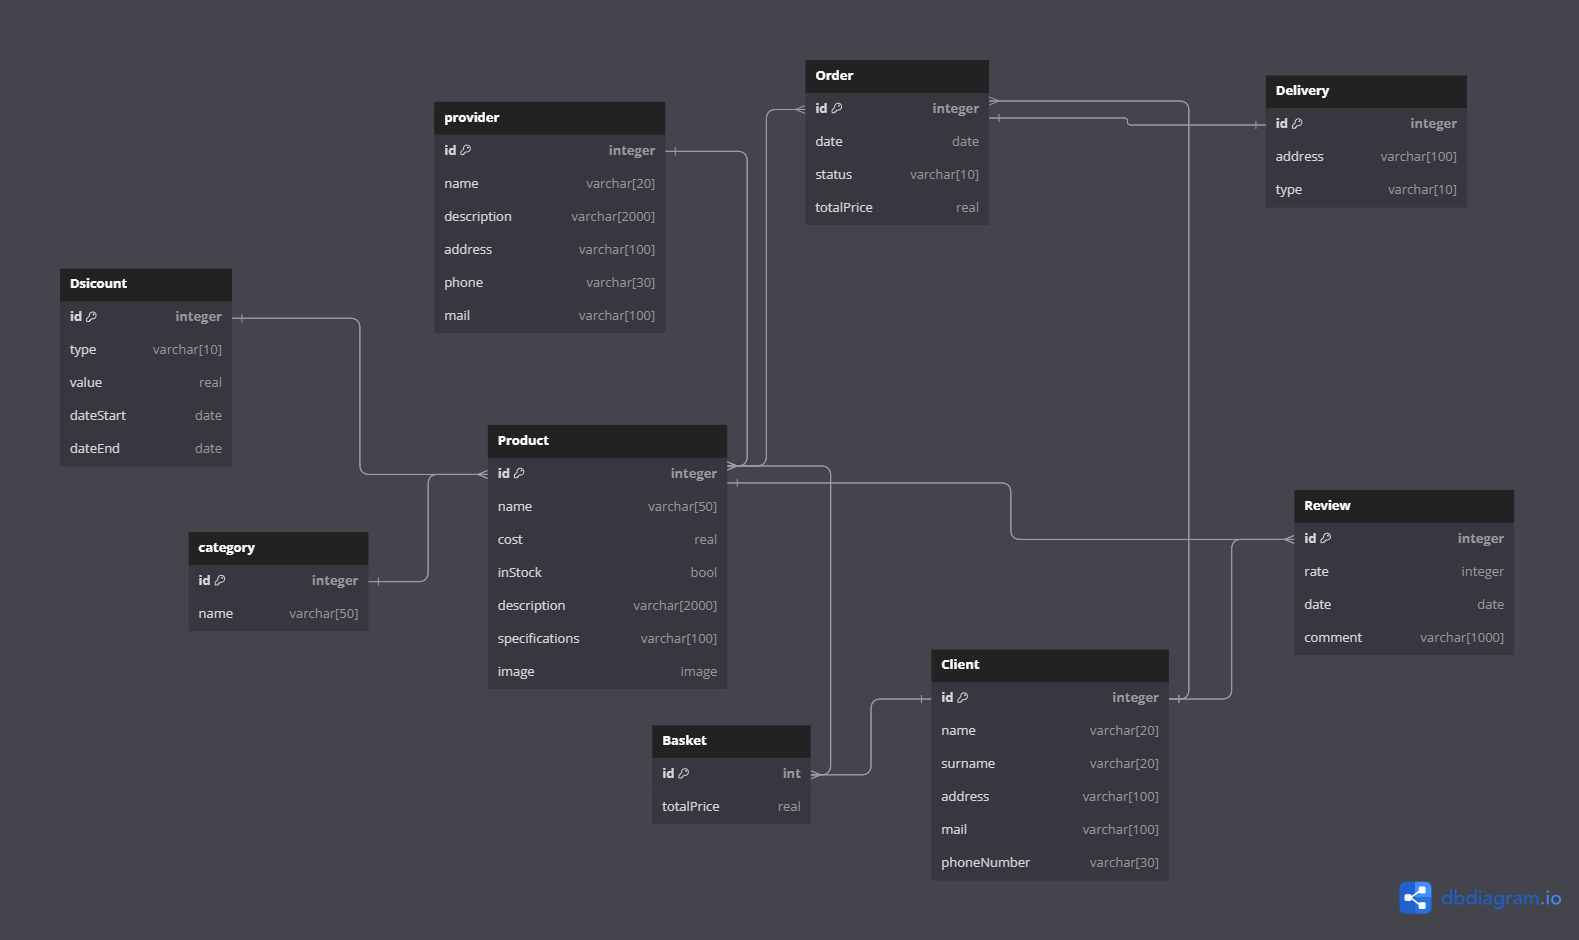 Order
id integer
date date
status varchar[10]
totalPrice real
Delivery
id integer
address varchar[100]
type varchar[10]
provider
id integer
name varchar[20]
description varchar[2000]
address varchar[100]
phone varchar[30]
mail varchar[100]
Dsicount
id integer
type varchar[10]
value real
dateStart date
dateEnd date
Product
id integer
name varchar[50]
cost real
inStock bool
description varchar[2000]
specifications varchar[100]
image image
category
id integer
name varchar[50]
Review
id integer
rate integer
date date
comment varchar[1000]
Client
id integer
name varchar[20]
surname varchar[20]
address varchar[100]
mail varchar[100]
phoneNumber varchar[30]
Basket
id int
totalPrice real
dbdiagram.io